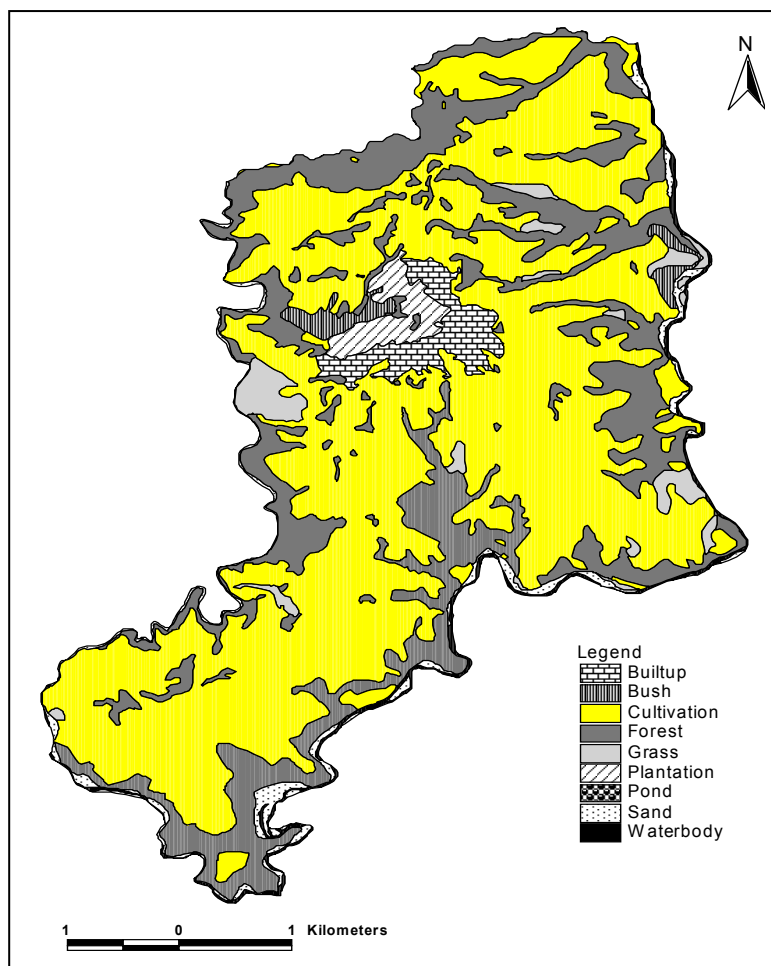 N
Legend
Builtup
Bush
Cultivation
Forest
Grass
Plantation
Pond
Sand
Waterbody
1 0 1 Kilometers